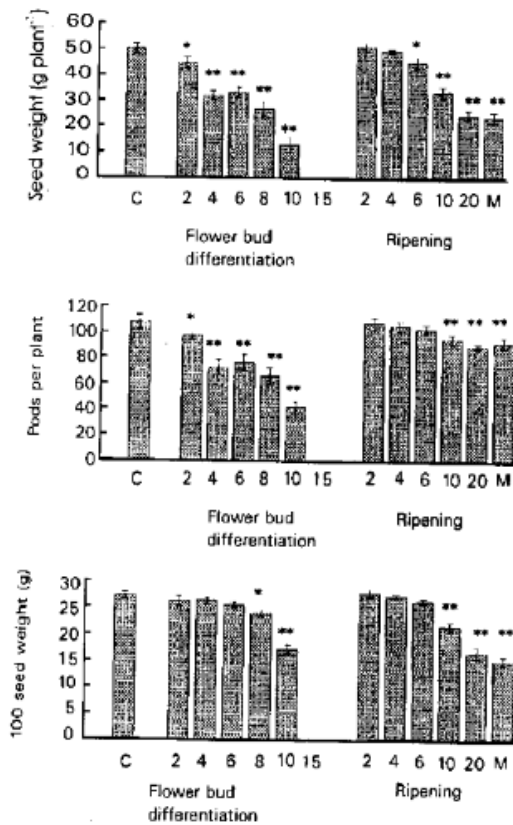 Seed weight (g plant⁻¹)
60
50
40
30
20
10
0
* ** ** ** **
* ** ** **
C 2 4 6 8 10 15 2 4 6 10 20 M
Flower bud
differentiation
Ripening
Pods per plant
120
100
80
60
40
20
0
* ** ** ** **
** ** **
C 2 4 6 8 10 15 2 4 6 10 20 M
Flower bud
differentiation
Ripening
100 seed weight (g)
30
25
20
15
10
5
0
* **
** ** **
C 2 4 6 8 10 15 2 4 6 10 20 M
Flower bud
differentiation
Ripening